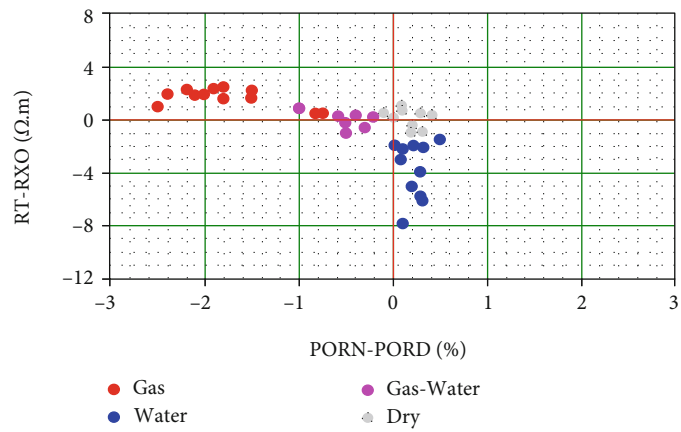 8
4
0
−4
−8
−12
RT-RXO (Ω.m)
−3 −2 −1 0 1 2 3
PORN-PORD (%)
Gas Gas-Water
Water Dry